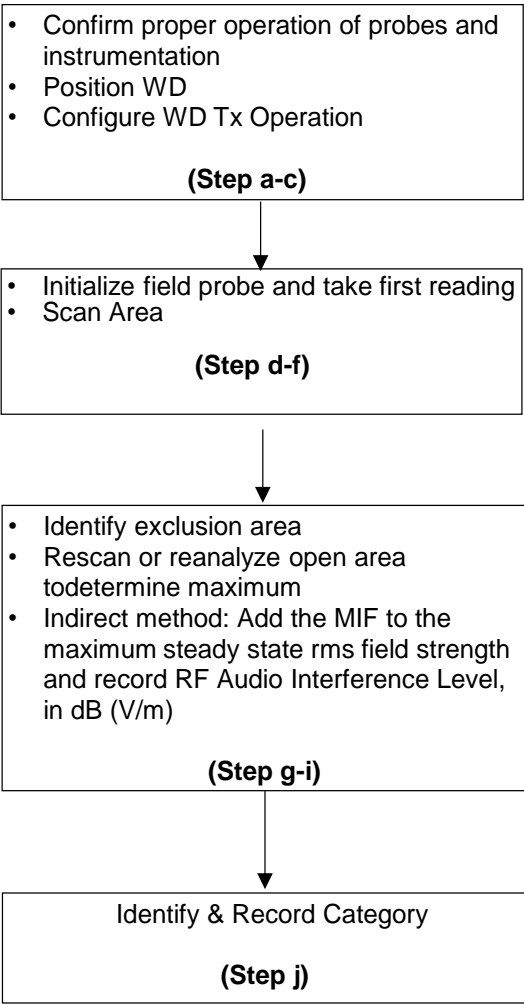 • Confirm proper operation of probes and
instrumentation
• Position WD
• Configure WD Tx Operation
(Step a-c)
• Initialize field probe and take first reading
• Scan Area
(Step d-f)
• Identify exclusion area
• Rescan or reanalyze open area
todetermine maximum
• Indirect method: Add the MIF to the
maximum steady state rms field strength
and record RF Audio Interference Level,
in dB (V/m)
(Step g-i)
Identify & Record Category
(Step j)